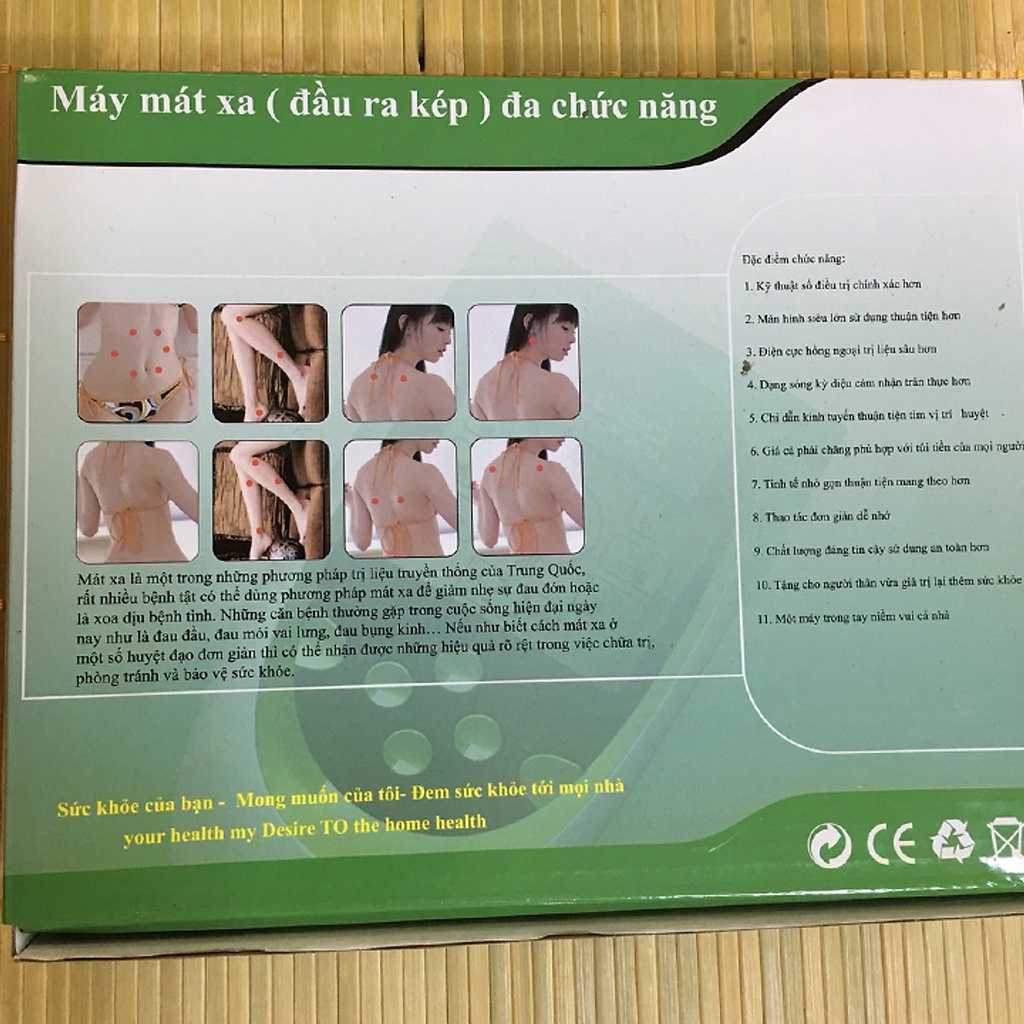 Máy mát xa ( đầu ra kép ) đa chức năng
Mát xa là một trong những phương pháp trị liệu truyền thống của Trung Quốc,
rất nhiều bệnh tật có thể dùng phương pháp mát xa để giảm nhẹ sự đau đớn hoặc
là xoa dịu bệnh tình. Những căn bệnh thường gặp trong cuộc sống hiện đại ngày
nay như là đau đầu, đau mỏi vai lưng, đau bụng kinh... Nếu như biết cách mát xa ở
một số huyệt đạo đơn giản thì có thể nhận được những hiệu quả rõ rệt trong việc chữa trị,
phòng tránh và bảo vệ sức khỏe.
Đặc điểm chức năng:
1. Kỹ thuật số điều trị chính xác hơn
2. Màn hình siêu lớn sử dụng thuận tiện hơn
3. Điện cực hồng ngoại trị liệu sâu hơn
4. Dạng sóng kỳ diệu cảm nhận trân thực hơn
5. Chỉ dẫn kinh tuyến thuận tiện tìm vị trí huyệt
6. Giá cả phải chăng phù hợp với túi tiền của mọi người
7. Tinh tế nhỏ gọn thuận tiện mang theo hơn
8. Thao tác đơn giản dễ nhớ
9. Chất lượng đáng tin cậy sử dụng an toàn hơn
10. Tặng cho người thân vừa giá trị lại thêm sức khỏe
11. Một máy trong tay niềm vui cả nhà
Sức khỏe của bạn - Mong muốn của tôi- Đem sức khỏe tới mọi nhà
your health my Desire TO the home health
CE